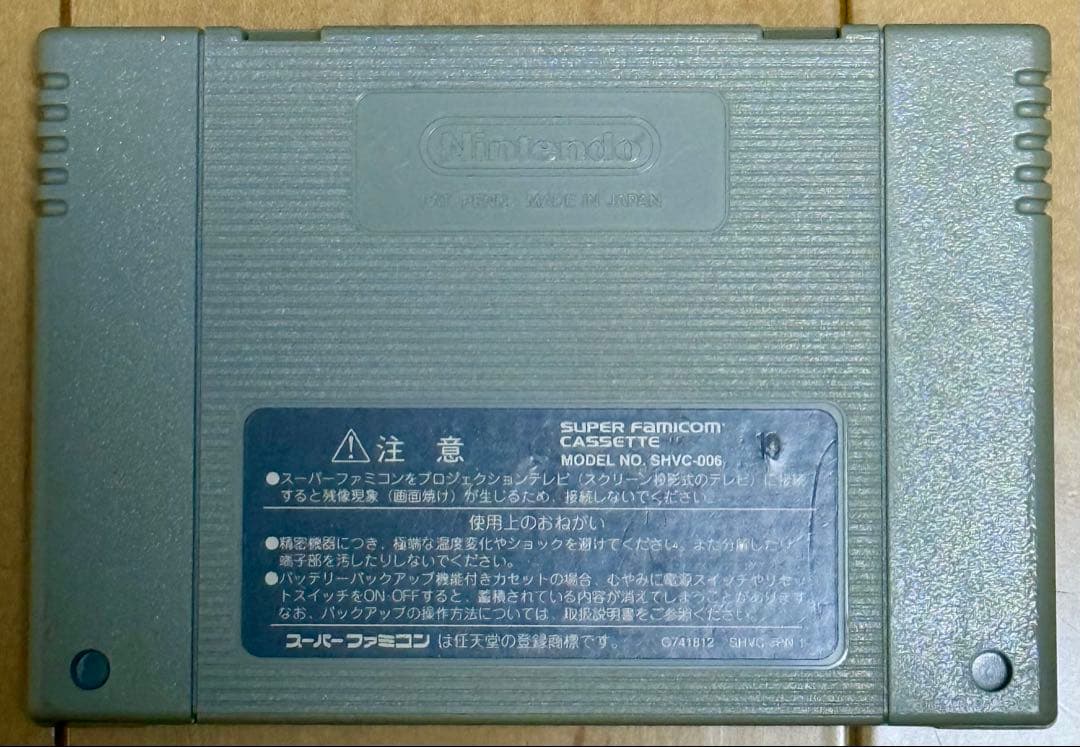 Nintendo
PAT. PEND. MADE IN JAPAN
⚠注 意
SUPER FAMICOM
CASSETTE
MODEL NO. SHVC-006
10
●スーパーファミコンをプロジェクションテレビ（スクリーン投影式のテレビ）に接続
すると残像現象（画面焼け）が生じるため、接続しないでください。
使用上のおねがい
●精密機器につき、極端な温度変化やショックを避けてください。また分解したり、
端子部を汚したりしないでください。
●バッテリーバックアップ機能付きカセットの場合、むやみに電源スイッチやリセッ
トスイッチをON・OFFすると、蓄積されている内容が消えてしまうことがあります。
なお、バックアップの操作方法については、取扱説明書をご参考ください。
スーパーファミコン は任天堂の登録商標です。
G741812 SHVC-JPN-1